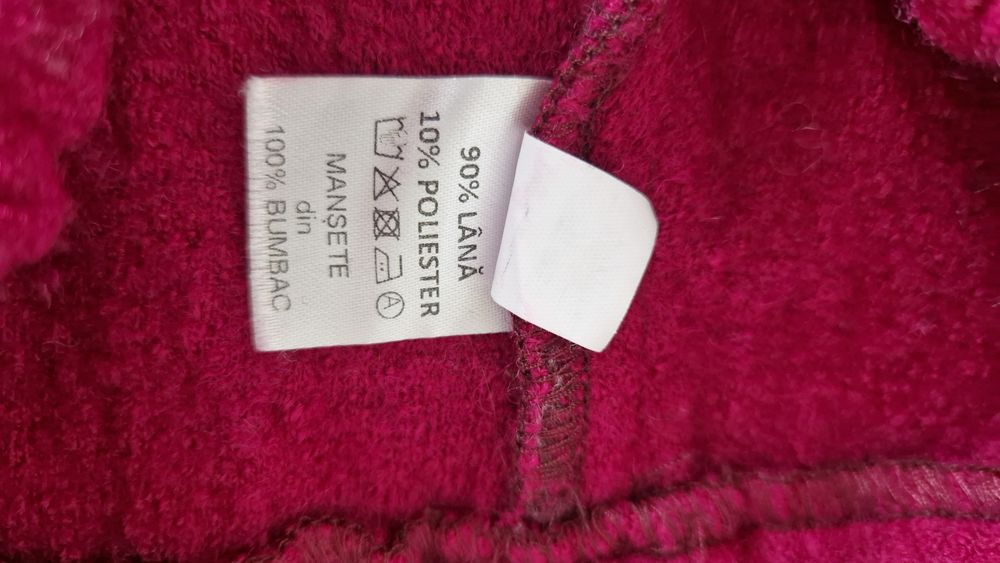 90% LÂNĂ
10% POLIESTER
A
MANȘETE
din
100% BUMBAC